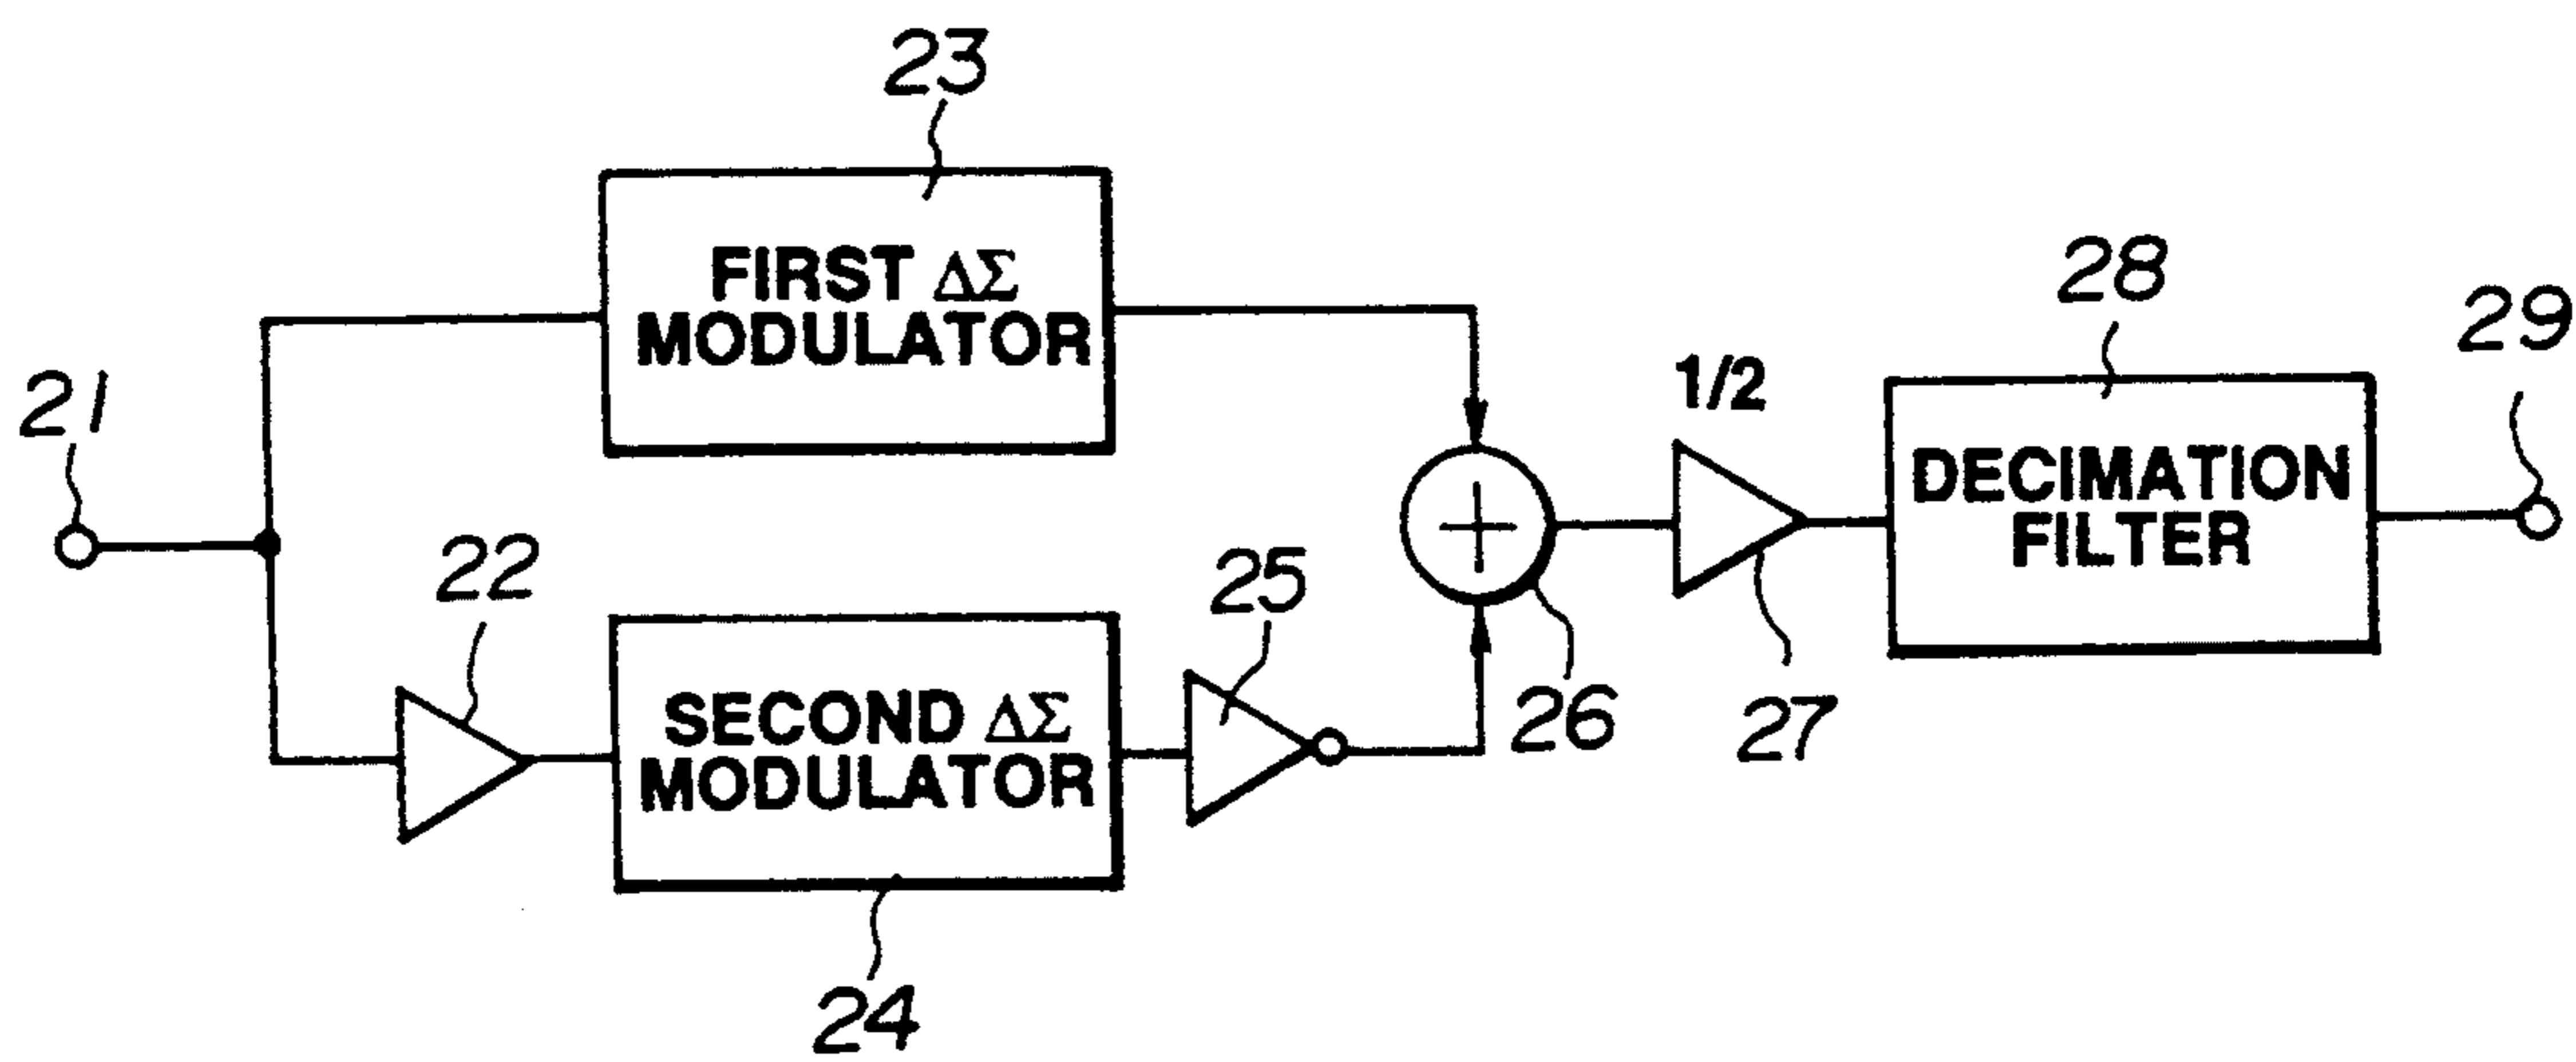 23
FIRST ΔΣ
MODULATOR
21
22
SECOND ΔΣ
MODULATOR
24
25
+
26
1/2
27
28
DECIMATION
FILTER
29